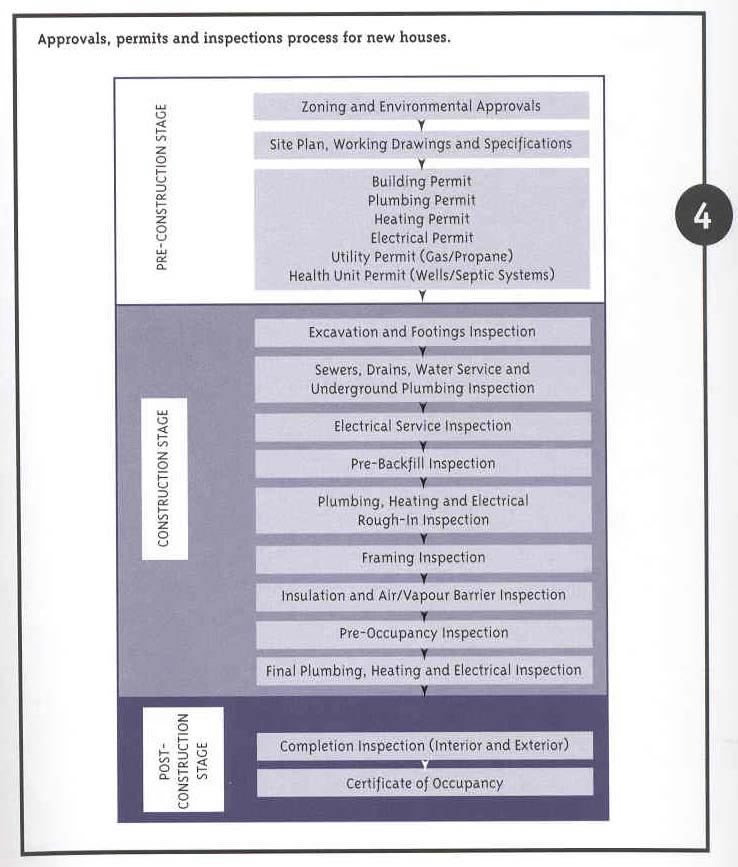 Approvals, permits and inspections process for new houses.
PRE-CONSTRUCTION STAGE
Zoning and Environmental Approvals
Site Plan, Working Drawings and Specifications
Building Permit
Plumbing Permit
Heating Permit
Electrical Permit
Utility Permit (Gas/Propane)
Health Unit Permit (Wells/Septic Systems)
4
CONSTRUCTION STAGE
Excavation and Footings Inspection
Sewers, Drains, Water Service and
Underground Plumbing Inspection
Electrical Service Inspection
Pre-Backfill Inspection
Plumbing, Heating and Electrical
Rough-In Inspection
Framing Inspection
Insulation and Air/Vapour Barrier Inspection
Pre-Occupancy Inspection
Final Plumbing, Heating and Electrical Inspection
POST-
CONSTRUCTION
STAGE
Completion Inspection (Interior and Exterior)
Certificate of Occupancy